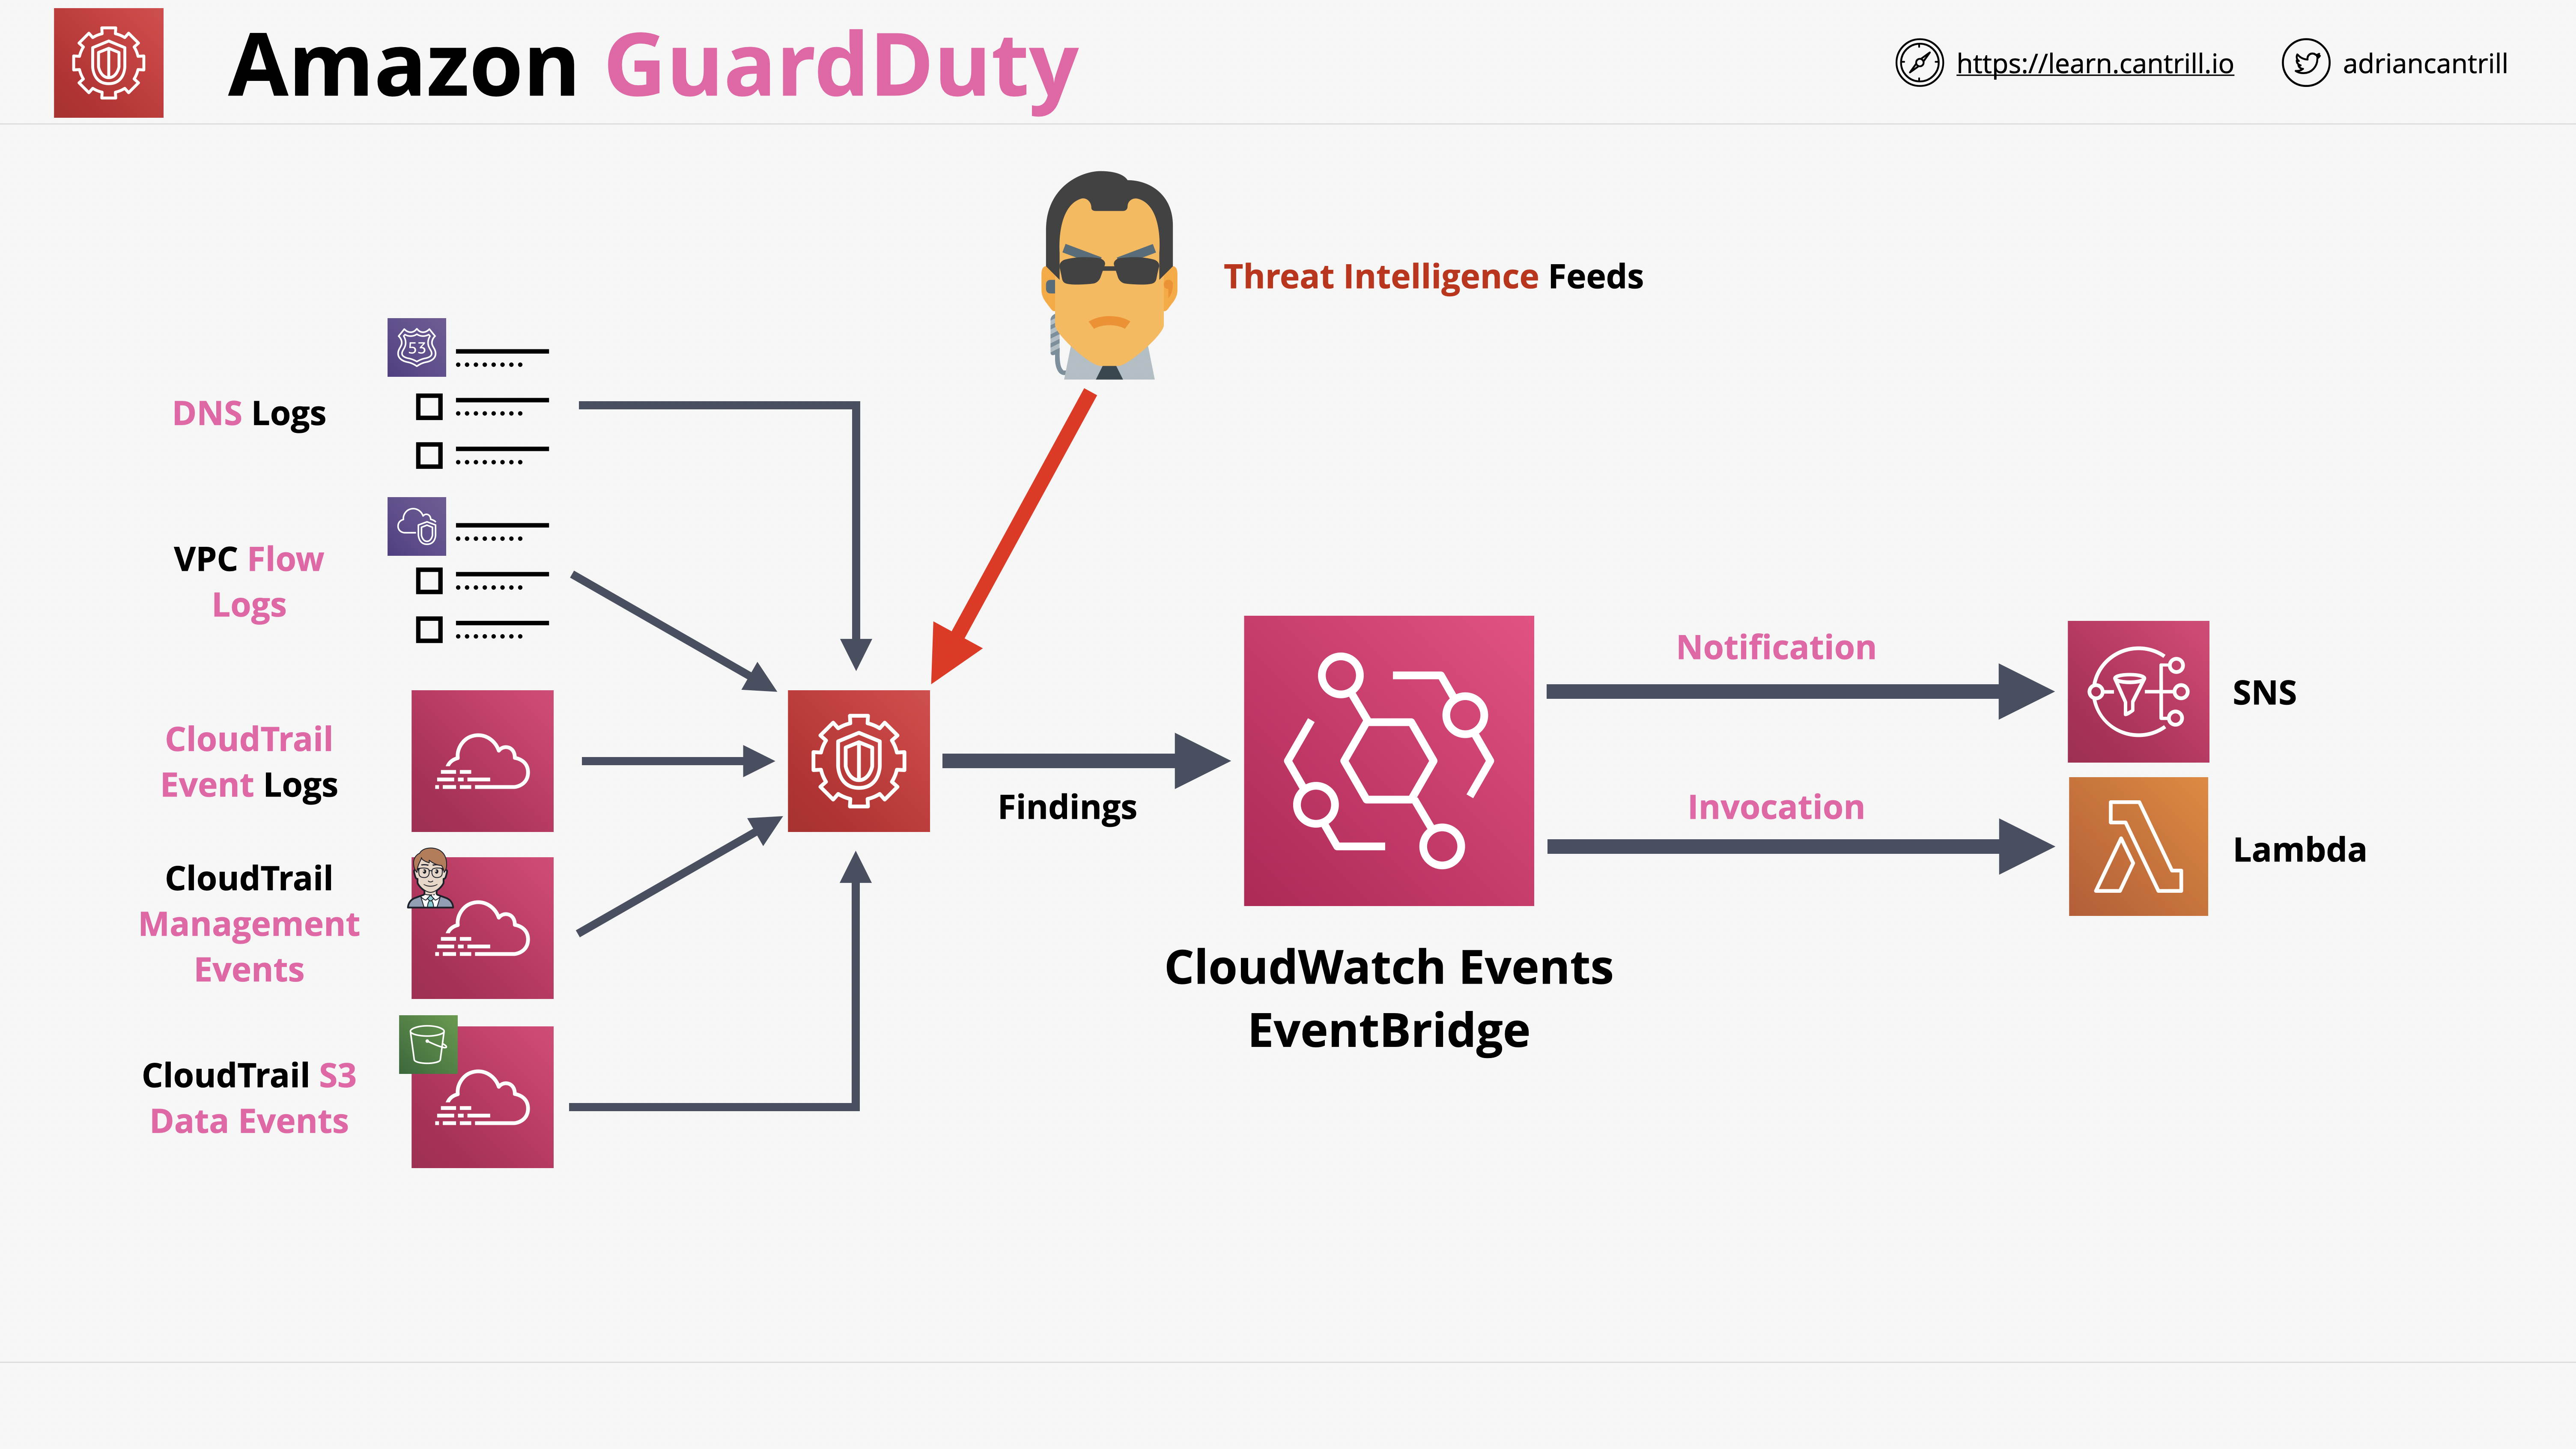 Amazon GuardDuty
https://learn.cantrill.io
adriancantrill
Threat Intelligence Feeds
53
DNS Logs
VPC Flow
Logs
CloudTrail
Event Logs
CloudTrail
Management
Events
CloudTrail S3
Data Events
Findings
CloudWatch Events
EventBridge
Notification
SNS
Invocation
Lambda